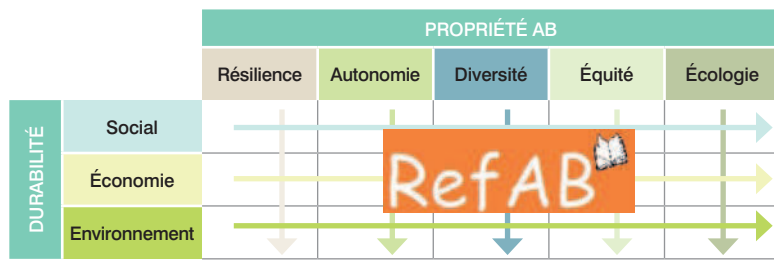 PROPRIÉTÉ AB
Résilience Autonomie Diversité Équité Écologie
DURABILITÉ
Social
Économie
Environnement
RefAB